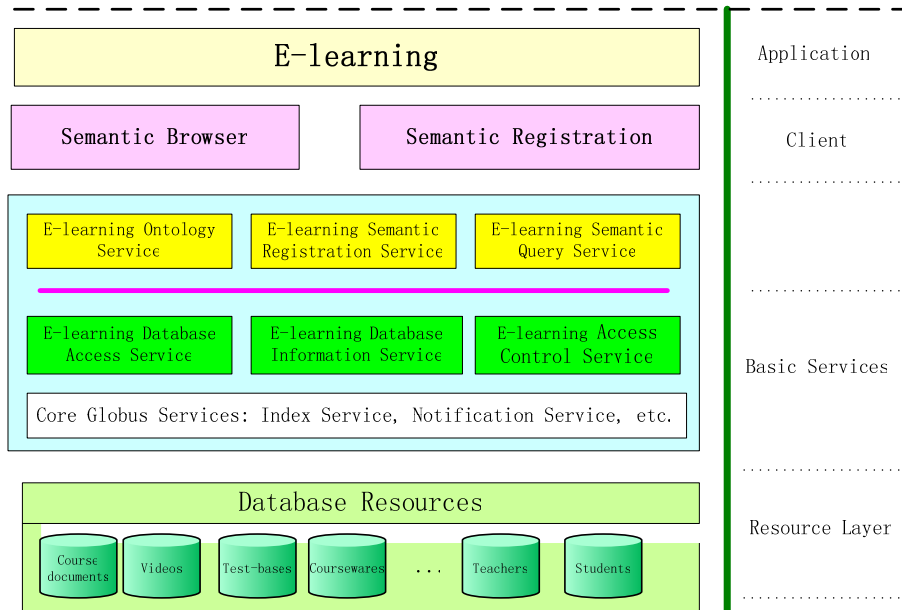 E-learning
Application
Semantic Browser
Semantic Registration
Client
E-learning Ontology
Service
E-learning Semantic
Registration Service
E-learning Semantic
Query Service
E-learning Database
Access Service
E-learning Database
Information Service
E-learning Access
Control Service
Basic Services
Core Globus Services: Index Service, Notification Service, etc.
Database Resources
Resource Layer
Course
documents
Videos
Test-bases
Coursewares
...
Teachers
Students